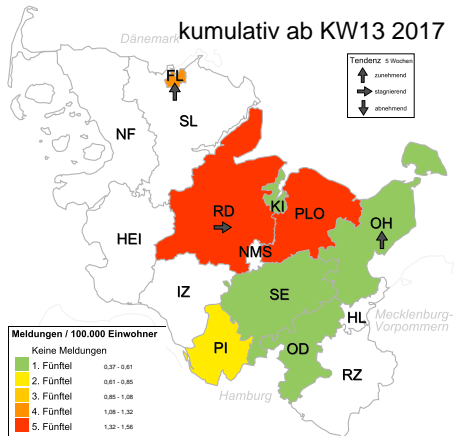 kumulativ ab KW13 2017
Dänemark
Tendenz 5 Wochen
zunehmend
stagnierend
abnehmend
FL
NF
SL
KI
RD
PLO
OH
HEI
NMS
IZ
SE
Mecklenburg-
Vorpommern
HL
PI
OD
RZ
Hamburg
Meldungen / 100.000 Einwohner
Keine Meldungen
1. Fünftel 0,37 - 0,61
2. Fünftel 0,61 - 0,85
3. Fünftel 0,85 - 1,08
4. Fünftel 1,08 - 1,32
5. Fünftel 1,32 - 1,56